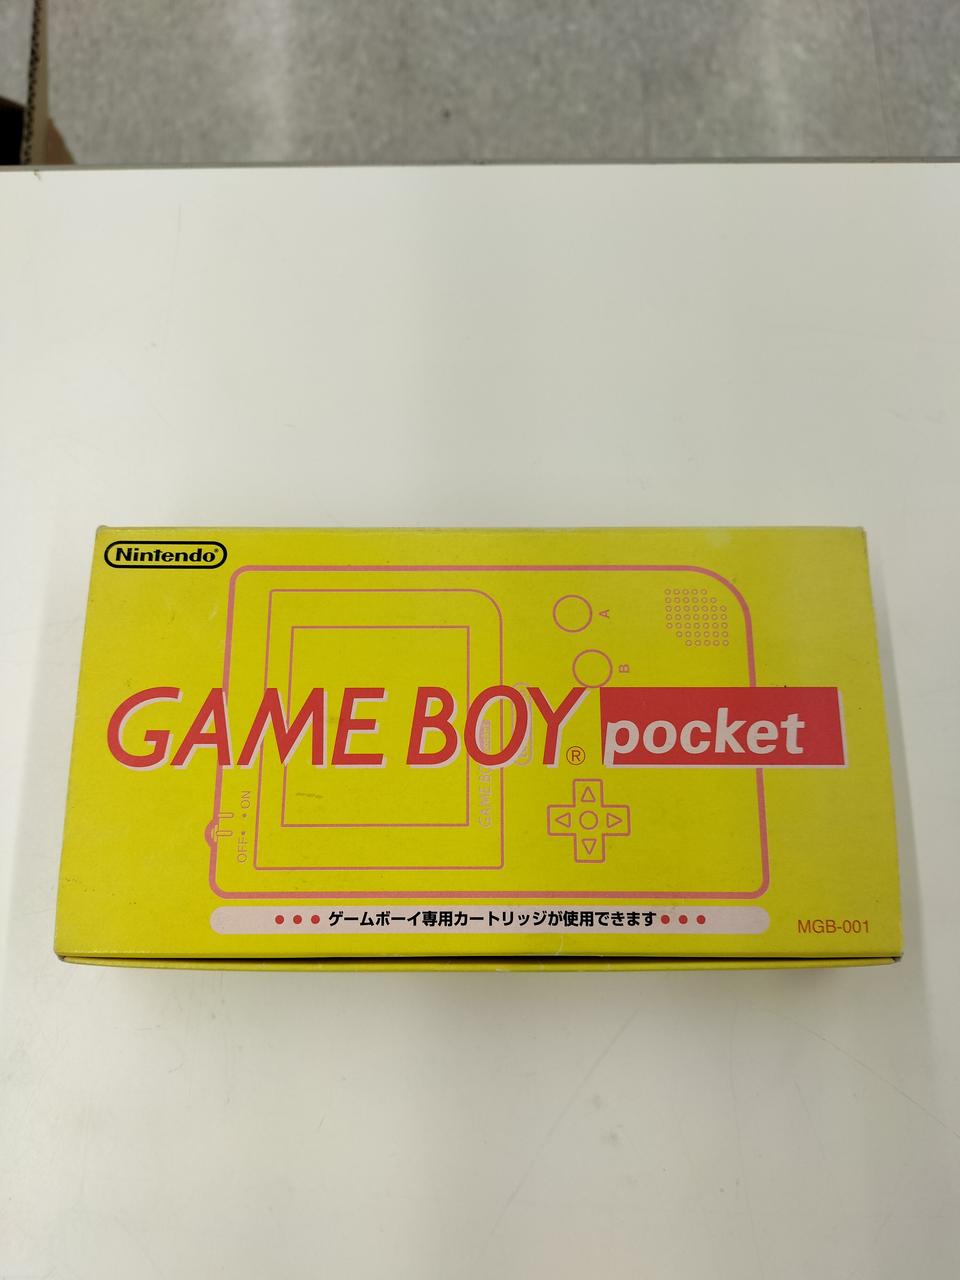 Nintendo®
A
B
GAME BOY® pocket
GAME BOY
ON
OFF
•••ゲームボーイ専用カートリッジが使用できます•••
MGB-001